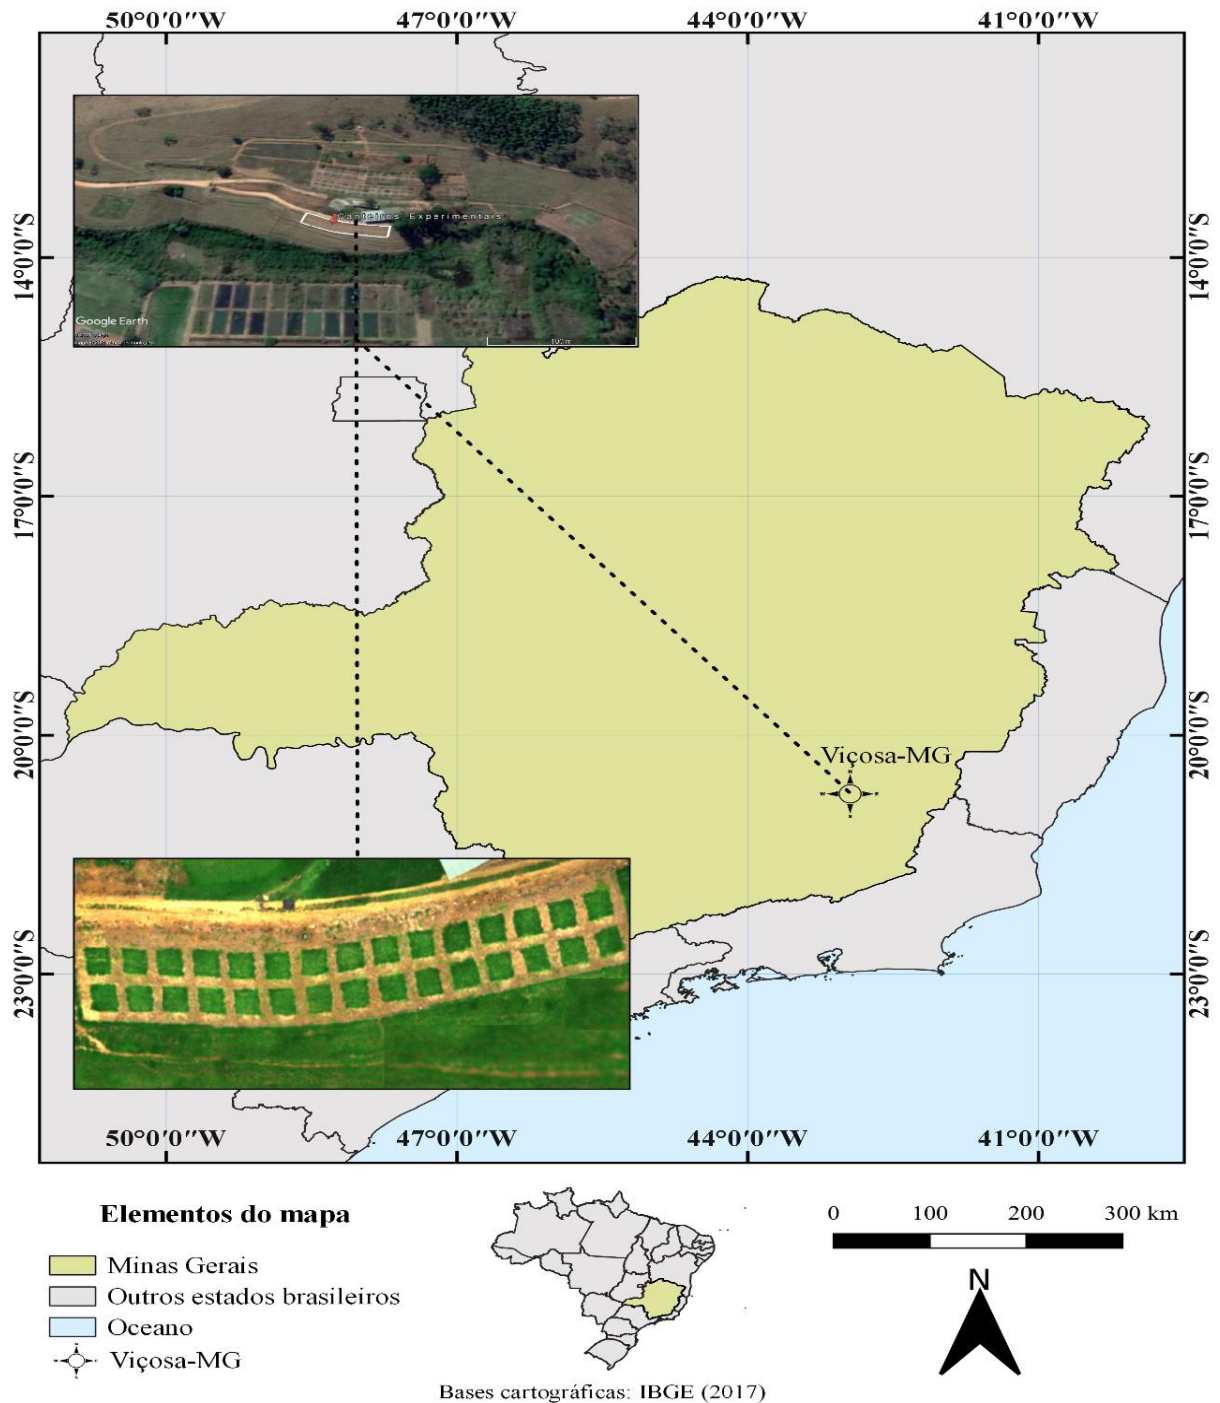 50°0'0"W 47°0'0"W 44°0'0"W 41°0'0"W
Canteiros Experimentais
14°0'0"S 14°0'0"S
Google Earth
100 m
17°0'0"S 17°0'0"S
20°0'0"S 20°0'0"S
Viçosa-MG
23°0'0"S 23°0'0"S
50°0'0"W 47°0'0"W 44°0'0"W 41°0'0"W
Elementos do mapa
Minas Gerais
Outros estados brasileiros
Oceano
Viçosa-MG
0 100 200 300 km
N
Bases cartográficas: IBGE (2017)